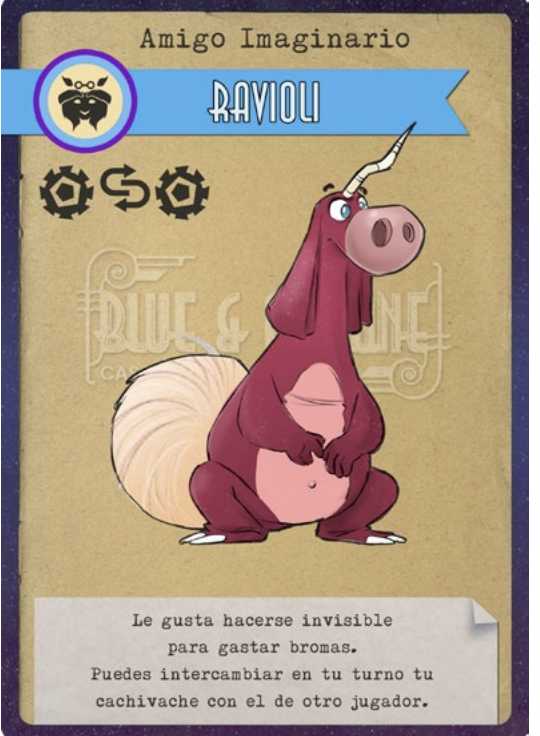 Amigo Imaginario
RAVIOLI
BLUE &
Le gusta hacerse invisible
para gastar bromas.
Puedes intercambiar en tu turno tu
cachivache con el de otro jugador.